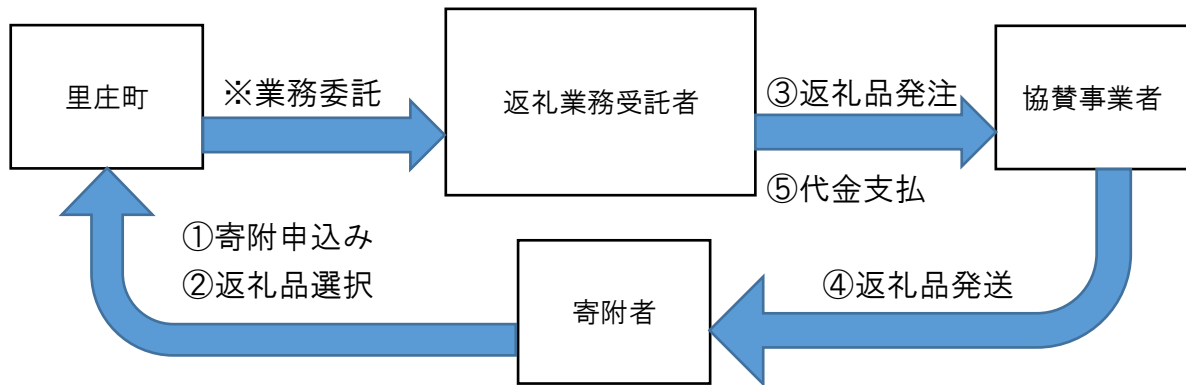 里庄町
※業務委託
返礼業務受託者
③返礼品発注
協賛事業者
⑤代金支払
①寄附申込み
②返礼品選択
寄附者
④返礼品発送